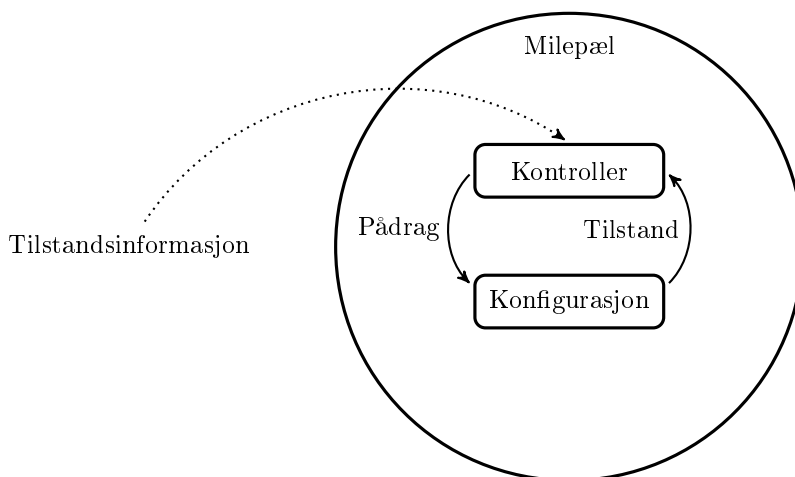 Milepæl
Kontroller
Pådrag
Tilstand
Tilstandsinformasjon
Konfigurasjon